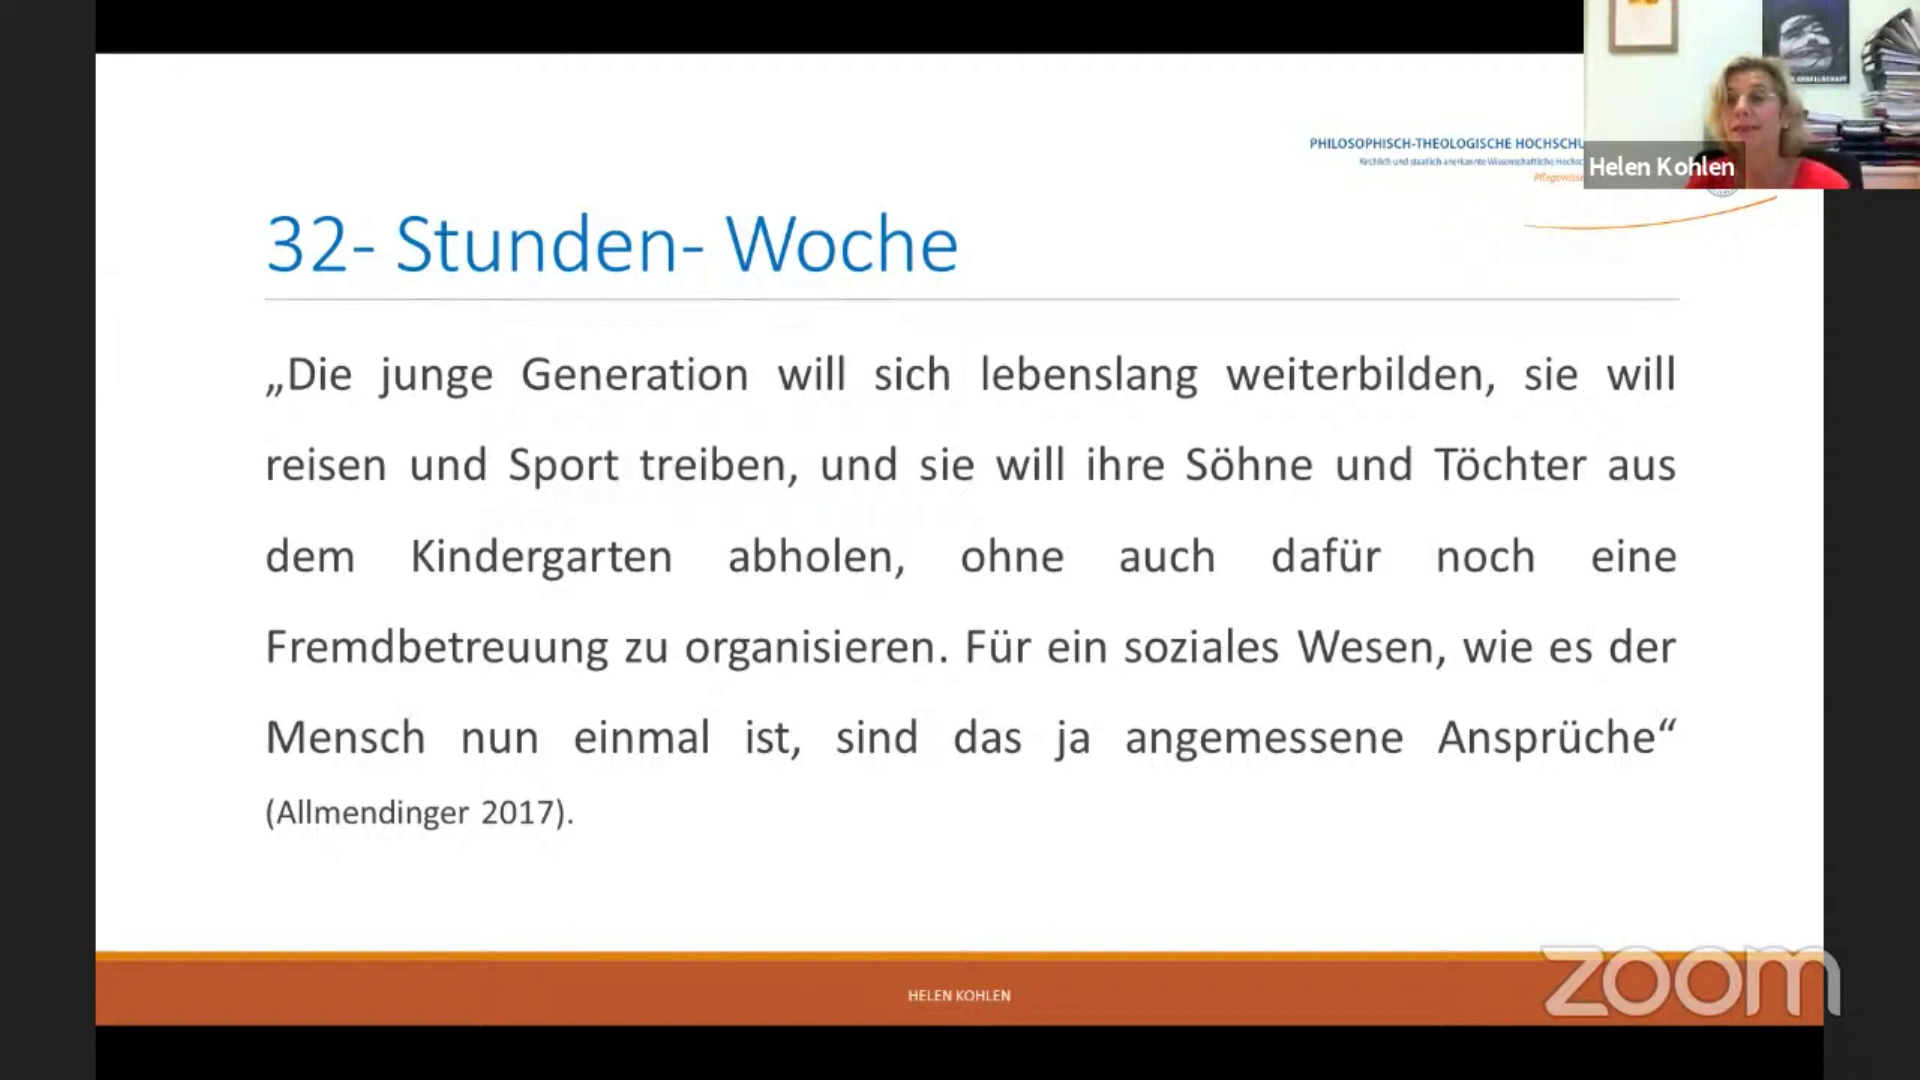 PHILOSOPHISCH-THEOLOGISCHE
Kirchlich und staatlich anerkannte Wissenschaftliche
Helen Kohlen
32- Stunden- Woche
„Die junge Generation will sich lebenslang weiterbilden, sie will
reisen und Sport treiben, und sie will ihre Söhne und Töchter aus
dem Kindergarten abholen, ohne auch dafür noch eine
Fremdbetreuung zu organisieren. Für ein soziales Wesen, wie es der
Mensch nun einmal ist, sind das ja angemessene Ansprüche“
(Allmendinger 2017).
HELEN KOHLEN
zoom